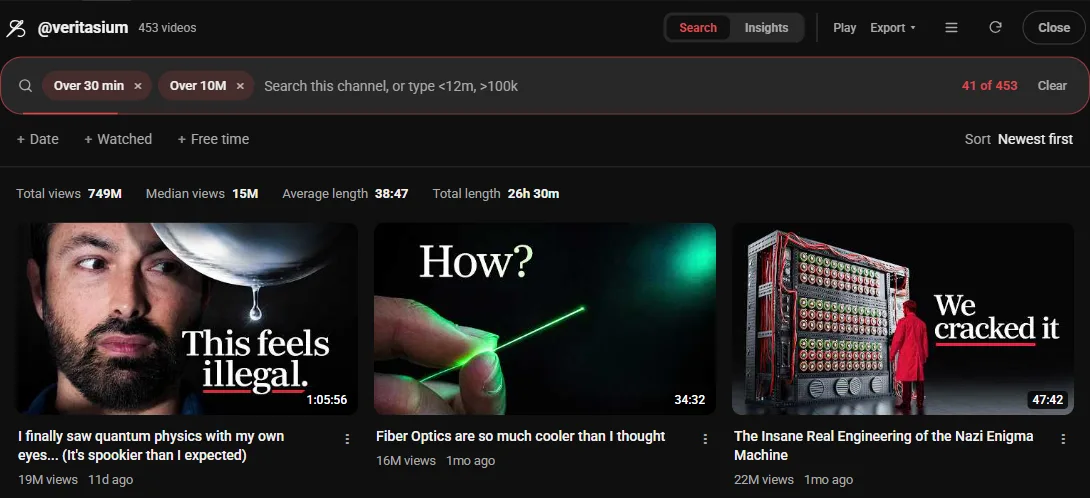 @veritasium 453 videos Search Insights Play Export Close
Over 30 min × Over 10M × Search this channel, or type <12m, >100k 41 of 453 Clear
+ Date + Watched + Free time Sort Newest first
Total views 749M Median views 15M Average length 38:47 Total length 26h 30m
This feels
illegal.
1:05:56
How?
34:32
We
cracked it
47:42
I finally saw quantum physics with my own
eyes... (It's spookier than I expected)
19M views 11d ago
Fiber Optics are so much cooler than I thought
16M views 1mo ago
The Insane Real Engineering of the Nazi Enigma
Machine
22M views 1mo ago